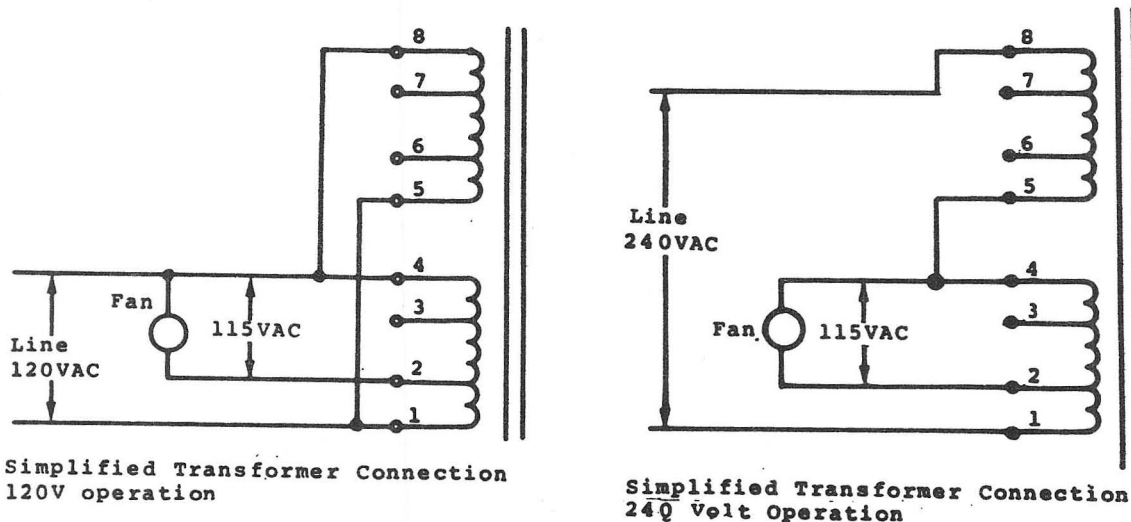 8
7
6
5
4
3
2
1
Fan
115VAC
Line
120VAC
Simplified Transformer Connection
120V operation
8
7
6
5
4
3
2
1
Line
240VAC
Fan
115VAC
Simplified Transformer Connection
240 Volt Operation